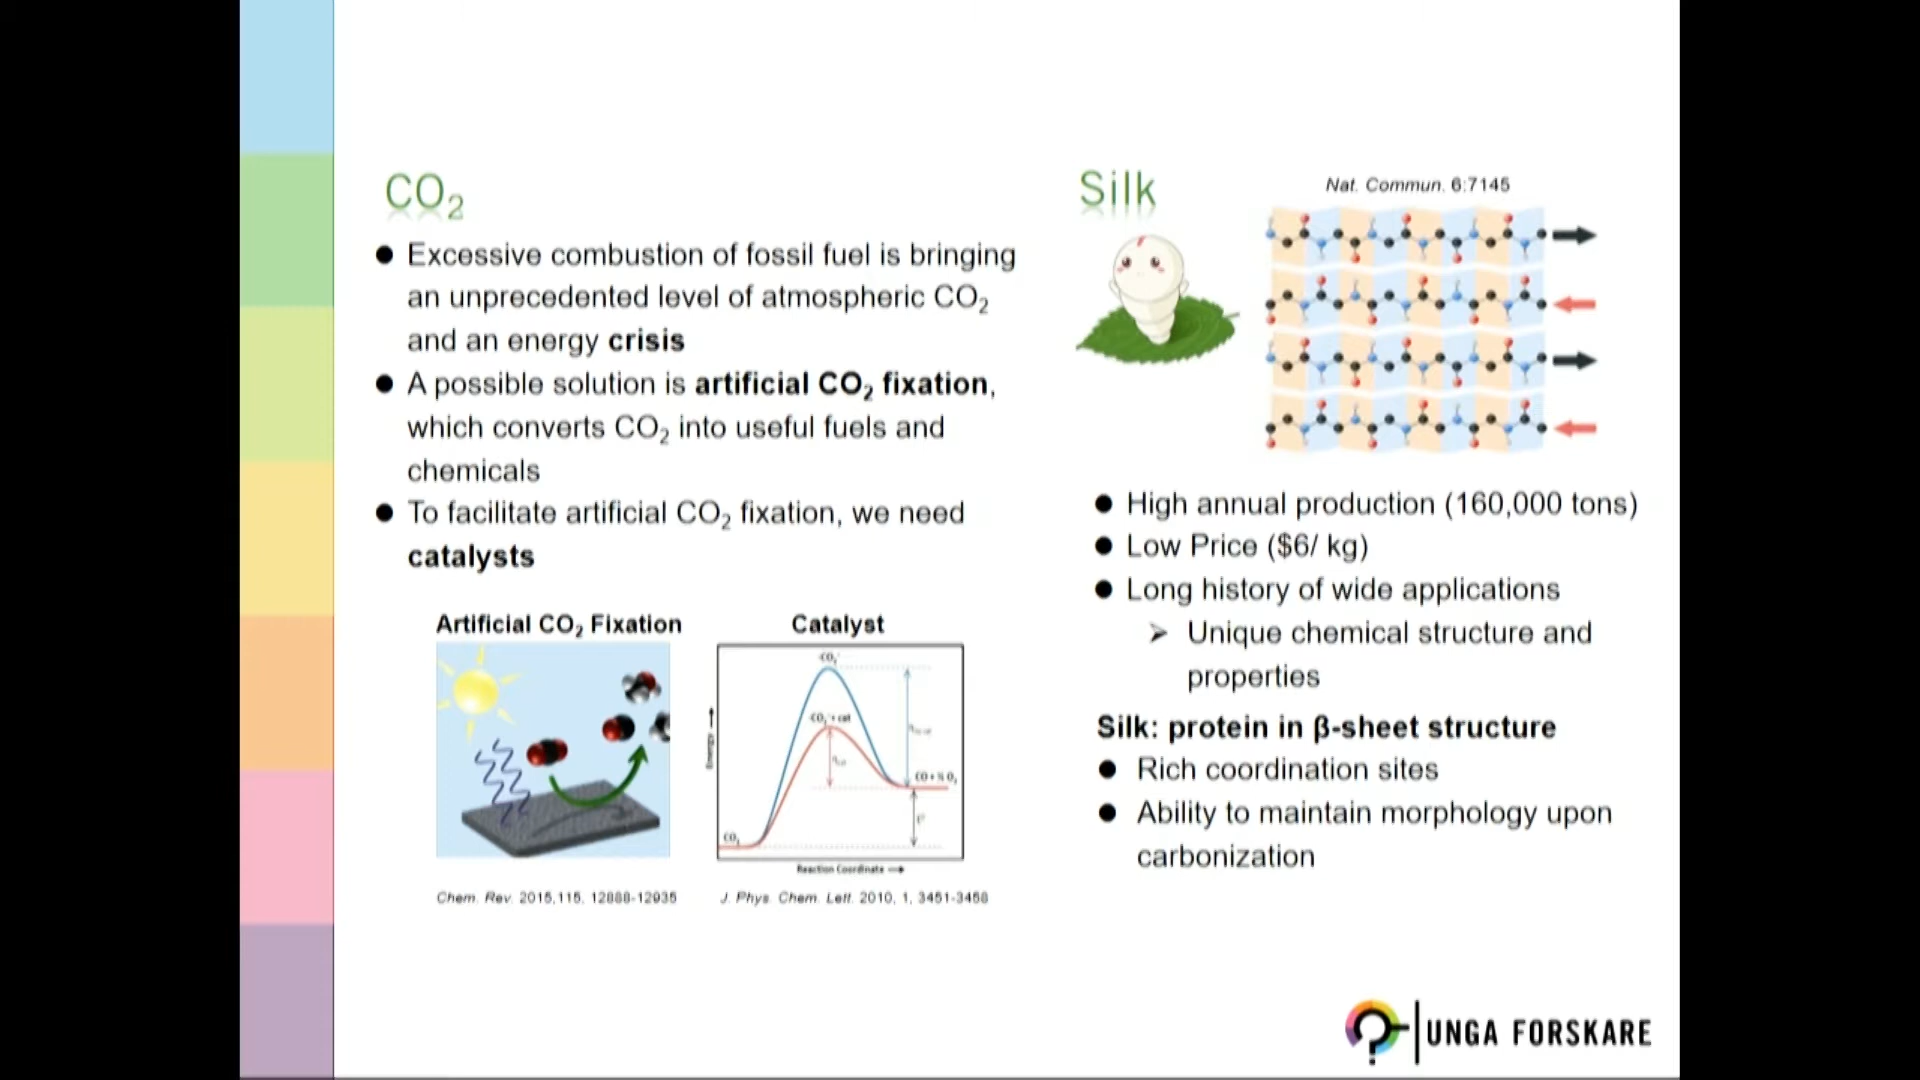 CO₂
Excessive combustion of fossil fuel is bringing
an unprecedented level of atmospheric CO₂
and an energy crisis
A possible solution is artificial CO₂ fixation,
which converts CO₂ into useful fuels and
chemicals
To facilitate artificial CO₂ fixation, we need
catalysts
Artificial CO₂ Fixation
Chem. Rev. 2015,115, 12888-12935
Catalyst
Energy
CO₂
CO₂
Reaction Coordinate
J. Phys. Chem. Lett. 2010, 1, 3451-3458
Silk
Nat. Commun. 6:7145
High annual production (160,000 tons)
Low Price ($6/ kg)
Long history of wide applications
Unique chemical structure and
properties
Silk: protein in β-sheet structure
Rich coordination sites
Ability to maintain morphology upon
carbonization
UNGA FORSKARE